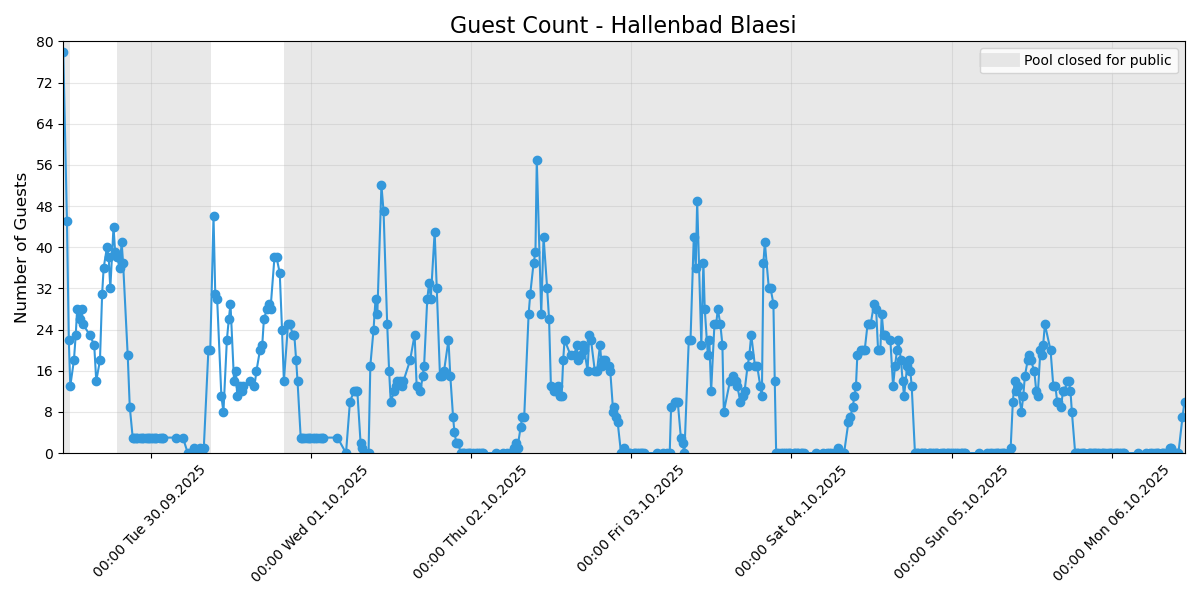 Guest Count - Hallenbad Blaesi
Pool closed for public
Number of Guests
80
72
64
56
48
40
32
24
16
8
0
00:00 Tue 30.09.2025
00:00 Wed 01.10.2025
00:00 Thu 02.10.2025
00:00 Fri 03.10.2025
00:00 Sat 04.10.2025
00:00 Sun 05.10.2025
00:00 Mon 06.10.2025